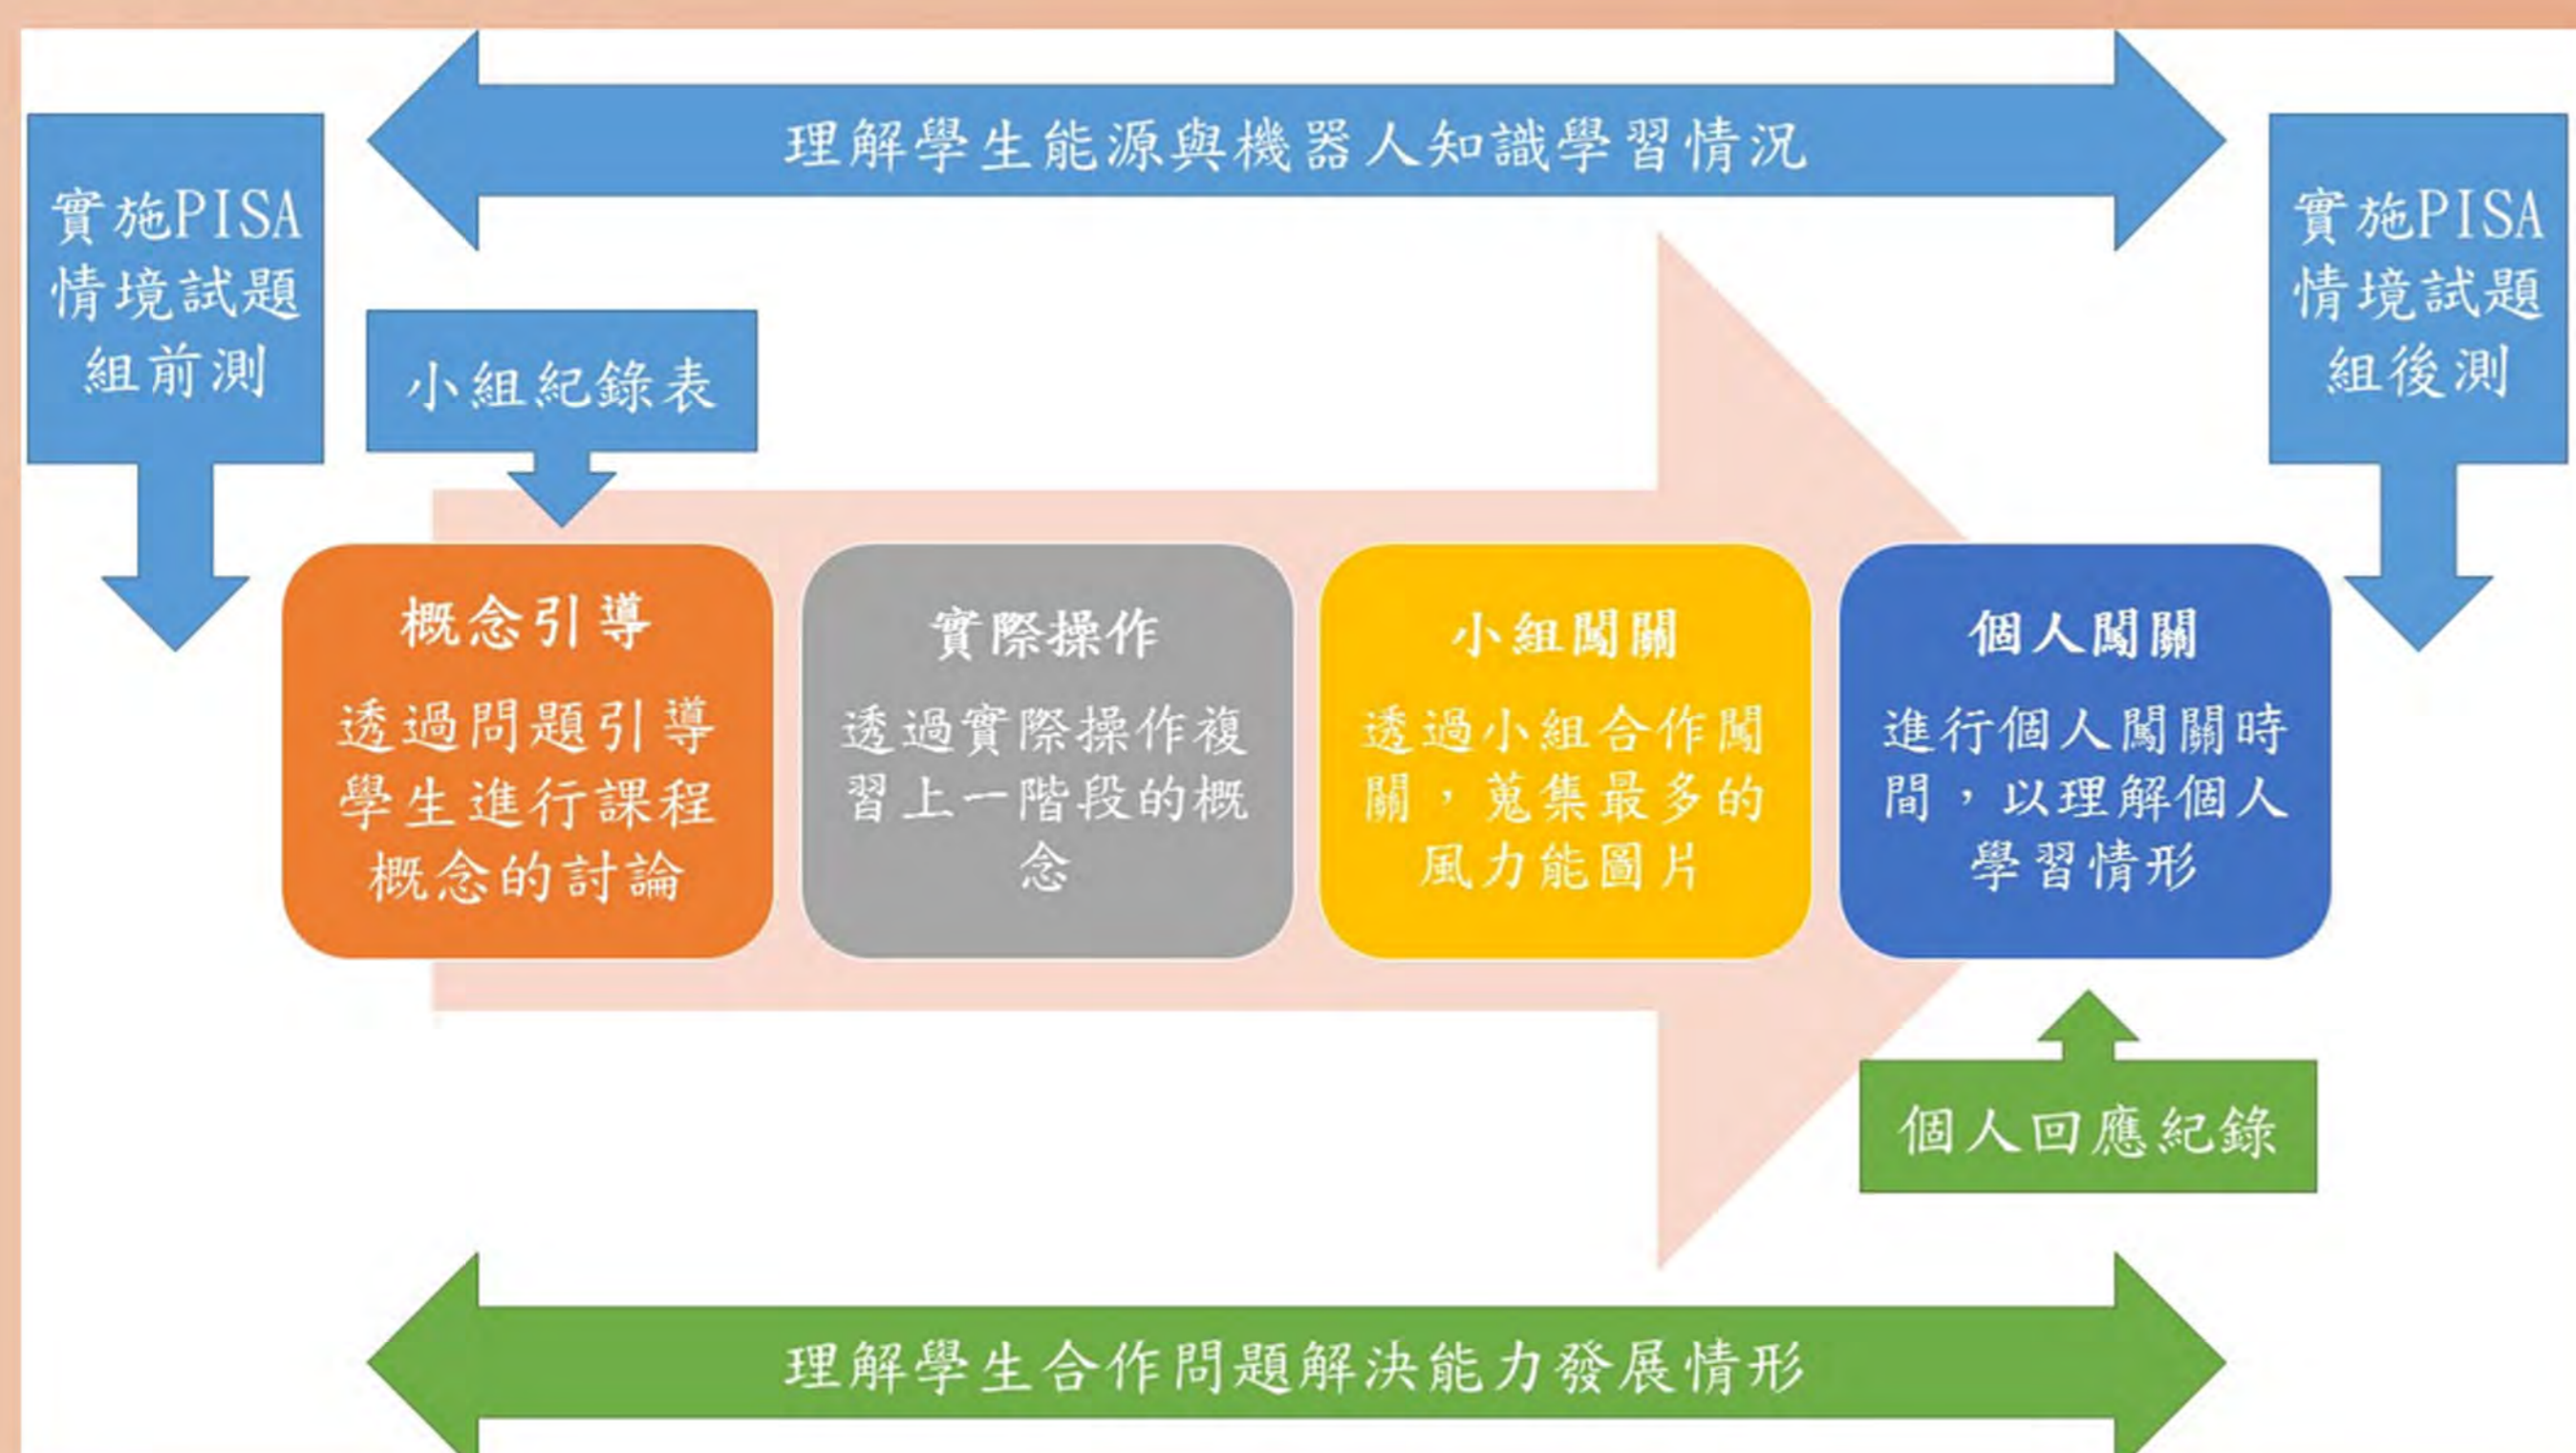 理解學生能源與機器人知識學習情況
實施PISA
情境試題
組前測
實施PISA
情境試題
組後測
小組紀錄表
概念引導
透過問題引導
學生進行課程
概念的討論
實際操作
透過實際操作複
習上一階段的概
念
小組闖關
透過小組合作闖
關，蒐集最多的
風力能圖片
個人闖關
進行個人闖關時
間，以理解個人
學習情形
個人回應紀錄
理解學生合作問題解決能力發展情形